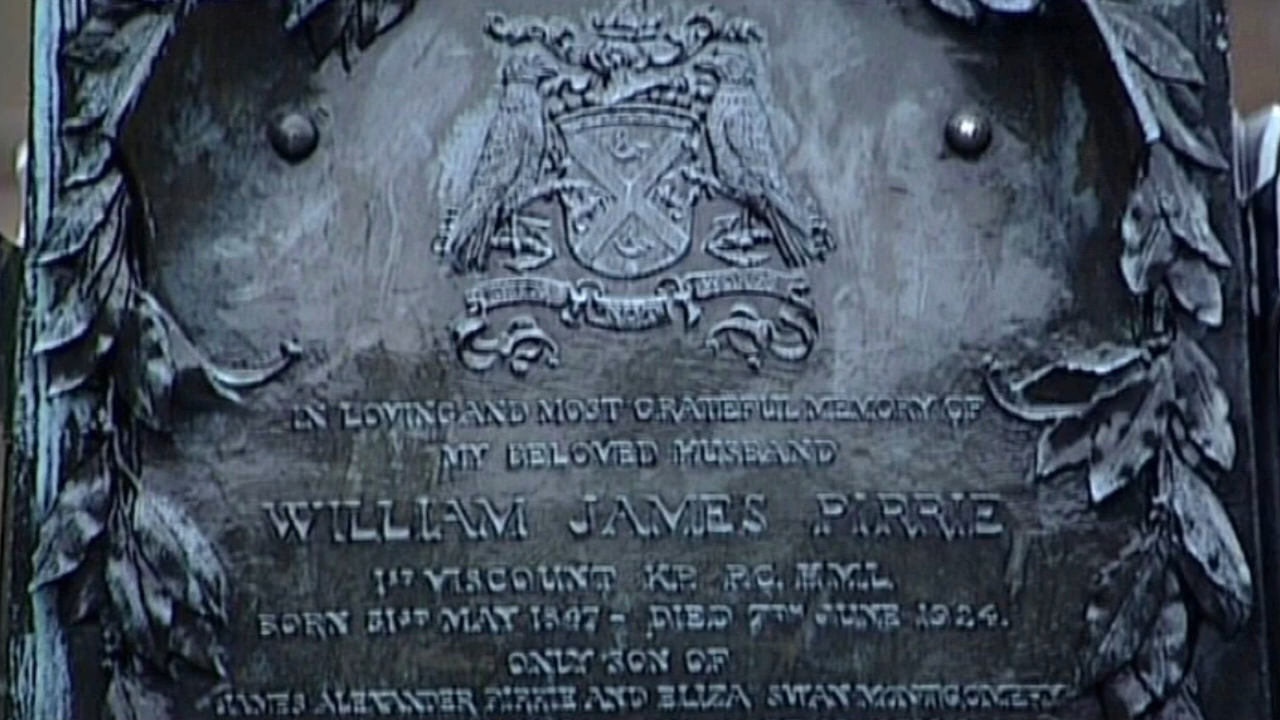 IN LOVING AND MOST GRATEFUL MEMORY OF
MY BELOVED HUSBAND
WILLIAM JAMES PIRRIE
1ST VISCOUNT K.P. P.C. H.M.L.
BORN 31ST MAY 1847 - DIED 7TH JUNE 1924.
ONLY SON OF
JAMES ALEXANDER PIRRIE AND ELIZA SWAN MONTGOMERY